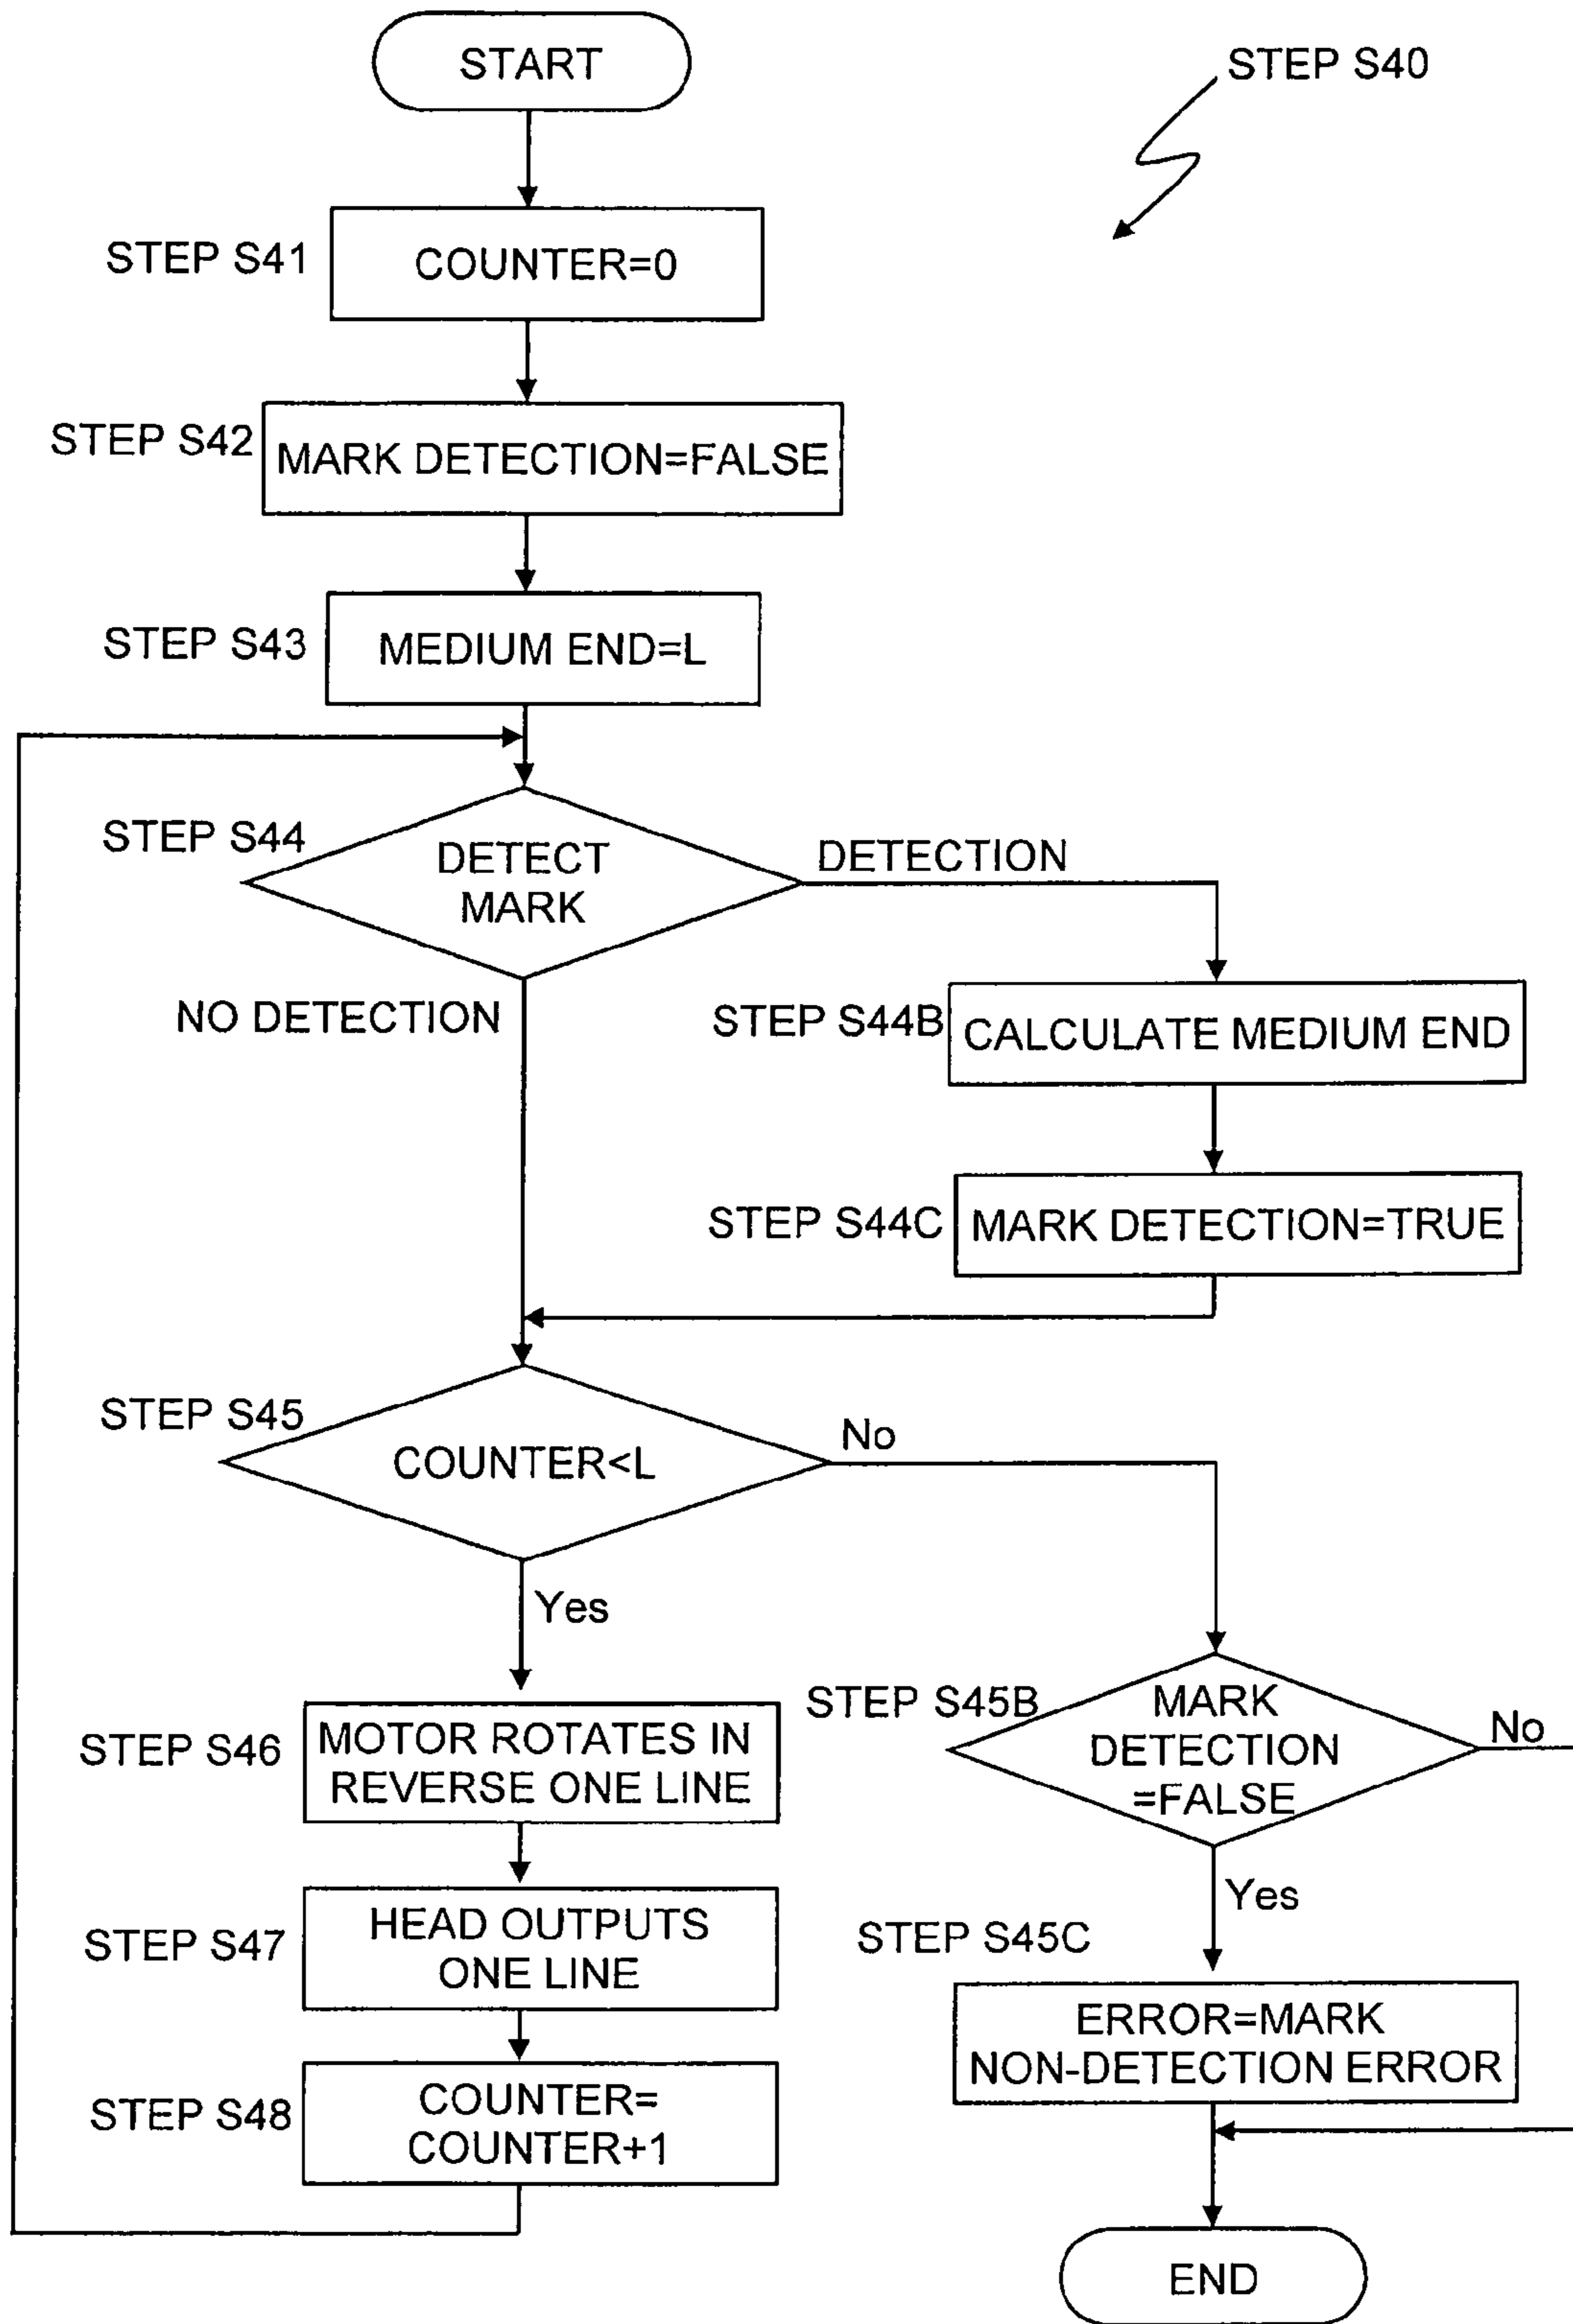 START
STEP S40
STEP S41
COUNTER=0
STEP S42
MARK DETECTION=FALSE
STEP S43
MEDIUM END=L
STEP S44
DETECT
MARK
DETECTION
NO DETECTION
STEP S44B
CALCULATE MEDIUM END
STEP S44C
MARK DETECTION=TRUE
STEP S45
COUNTER<L
No
Yes
STEP S45B
MARK
DETECTION
=FALSE
No
STEP S46
MOTOR ROTATES IN
REVERSE ONE LINE
Yes
STEP S47
HEAD OUTPUTS
ONE LINE
STEP S45C
ERROR=MARK
NON-DETECTION ERROR
STEP S48
COUNTER=
COUNTER+1
END